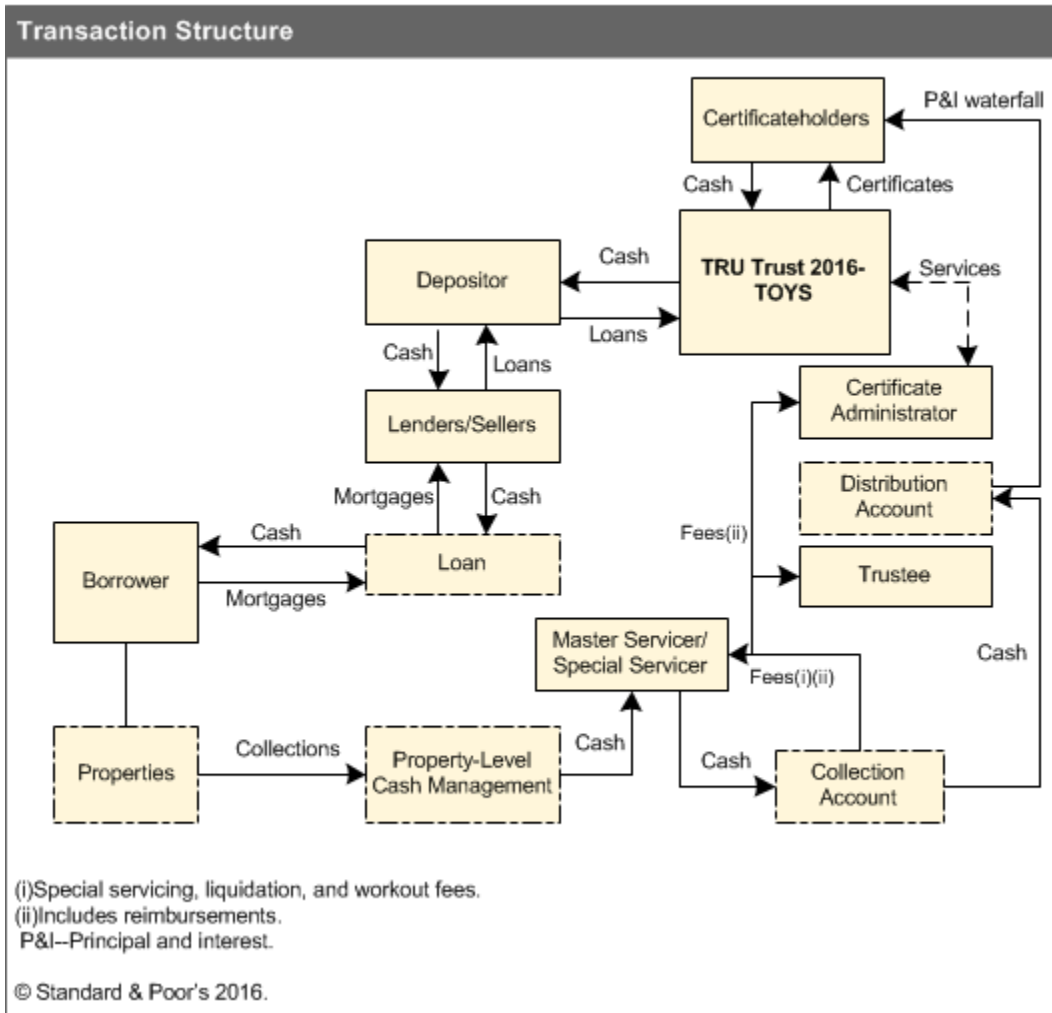 Transaction Structure
P&I waterfall
Certificateholders
Cash
Certificates
TRU Trust 2016-
TOYS
Services
Cash
Depositor
Loans
Cash
Loans
Certificate
Administrator
Lenders/Sellers
Mortgages
Cash
Distribution
Account
Fees(ii)
Cash
Loan
Borrower
Mortgages
Trustee
Master Servicer/
Special Servicer
Fees(i)(ii)
Cash
Collections
Properties
Property-Level
Cash Management
Cash
Cash
Collection
Account
(i)Special servicing, liquidation, and workout fees.
(ii)Includes reimbursements.
P&I--Principal and interest.
© Standard & Poor's 2016.